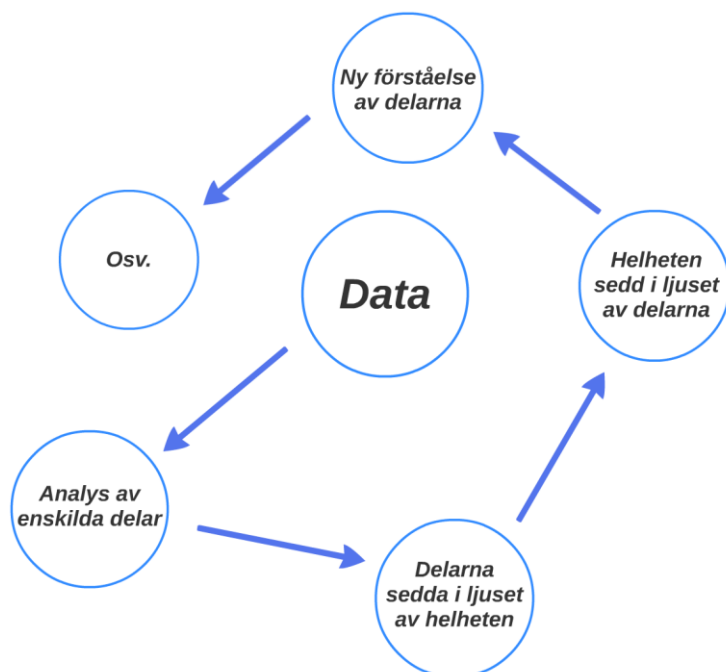 Ny förståelse
av delarna
Osv.
Data
Helheten
sedd i ljuset
av delarna
Analys av
enskilda delar
Delarna
sedda i ljuset
av helheten